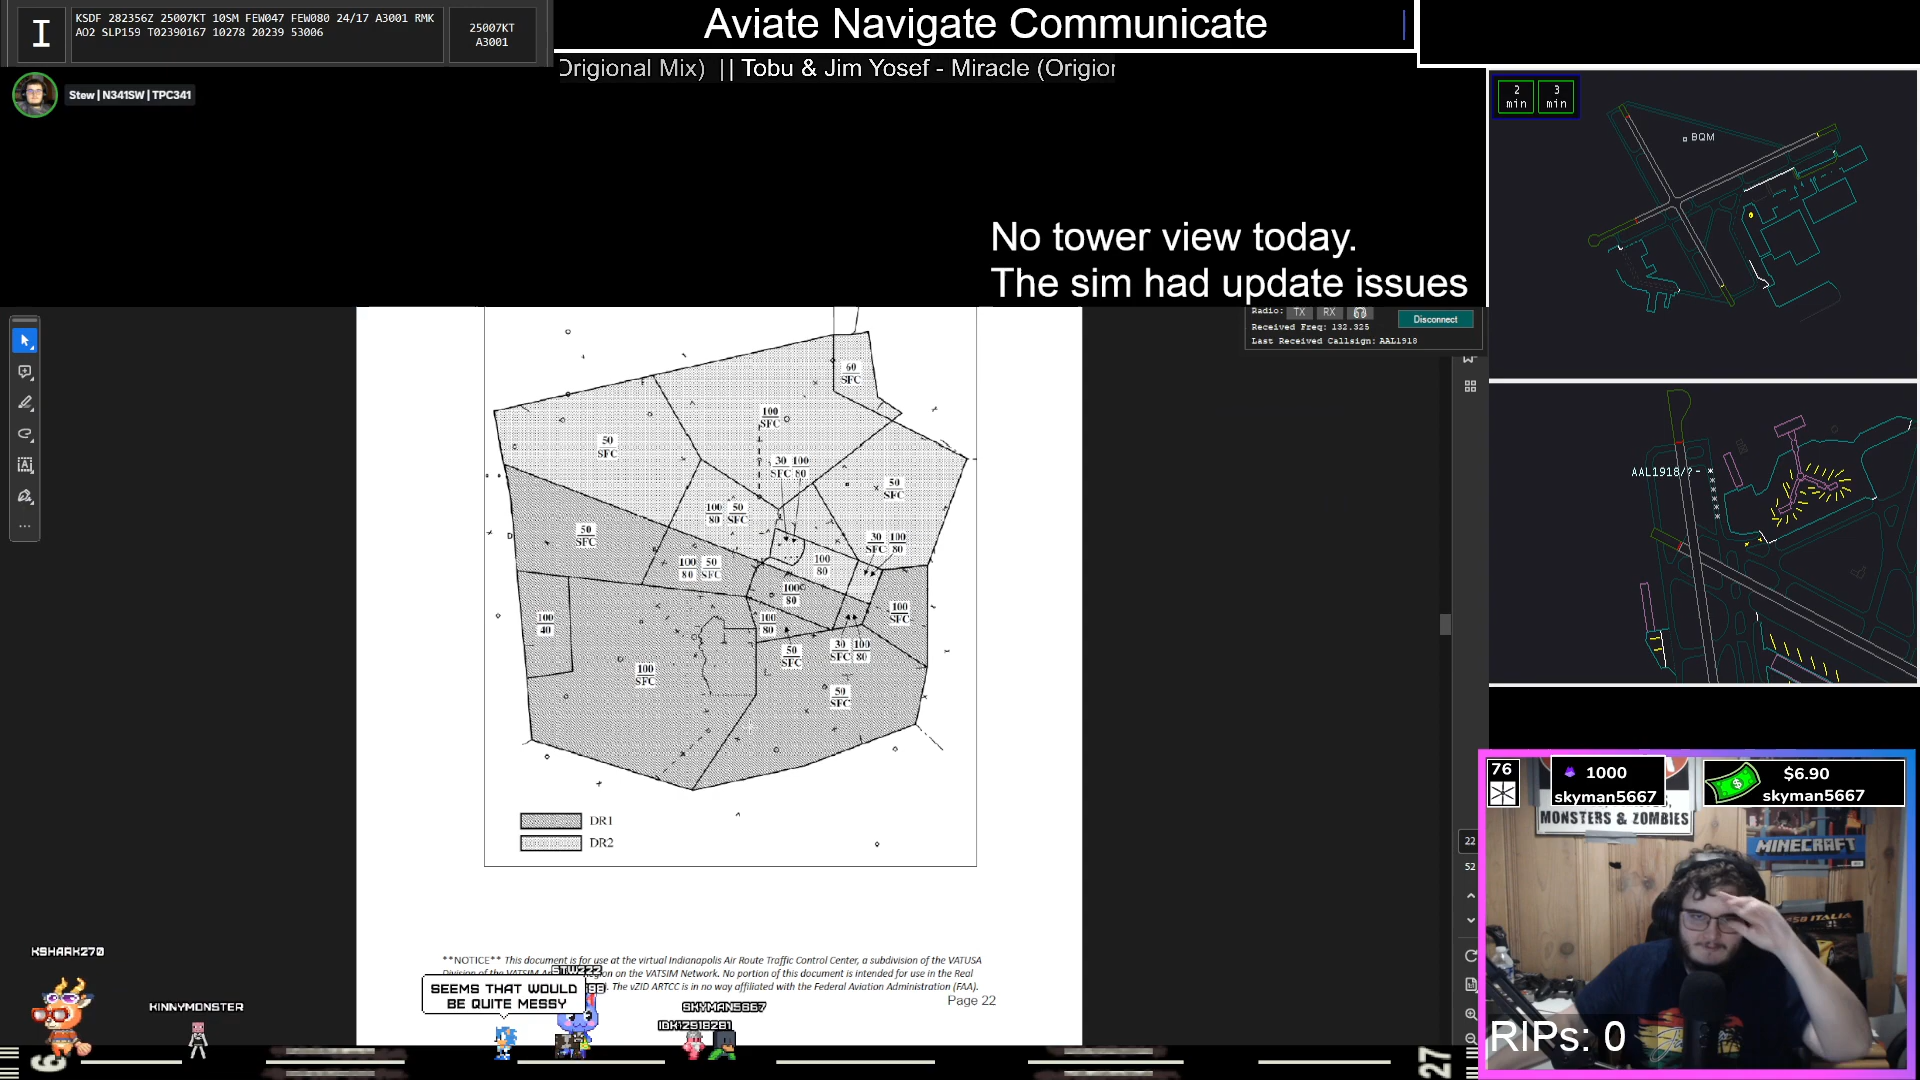 I
KSDF 282356Z 25007KT 10SM FEW047 FEW080 24/17 A3001 RMK
AO2 SLP159 T02390167 10278 20239 53006
25007KT
A3001
Aviate Navigate Communicate
Origional Mix) || Tobu & Jim Yosef - Miracle (Origior
Stew | N341SW | TPC341
2
min
3
min
BQM
No tower view today.
The sim had update issues
Radio: TX RX
Disconnect
Received Freq: 132.325
Last Received Callsign: AAL1918
60
SFC
100
SFC
50
SFC
30 100
SFC 80
50
SFC
100 50
80 SFC
50
SFC
30 100
SFC 80
100 50
80 SFC
100
80
100
80
100
SFC
100
40
100
80
50
SFC
30 100
SFC 80
100
SFC
50
SFC
DR1
DR2
AAL1918/?
22
52
**NOTICE** This document is for use at the virtual Indianapolis Air Route Traffic Control Center, a subdivision of the VATUSA
on the VATSIM Network. No portion of this document is intended for use in the Real
The vZID ARTCC is in no way affiliated with the Federal Aviation Administration (FAA).
Page 22
SEEMS THAT WOULD
BE QUITE MESSY
KSHARK270
KINNYMONSTER
STW222
SKYMAN5667
IDK12918281
9
27
76
1000
skyman5667
$6.90
skyman5667
MONSTERS & ZOMBIES
MINECRAFT
458 ITALIA
RIPs: 0